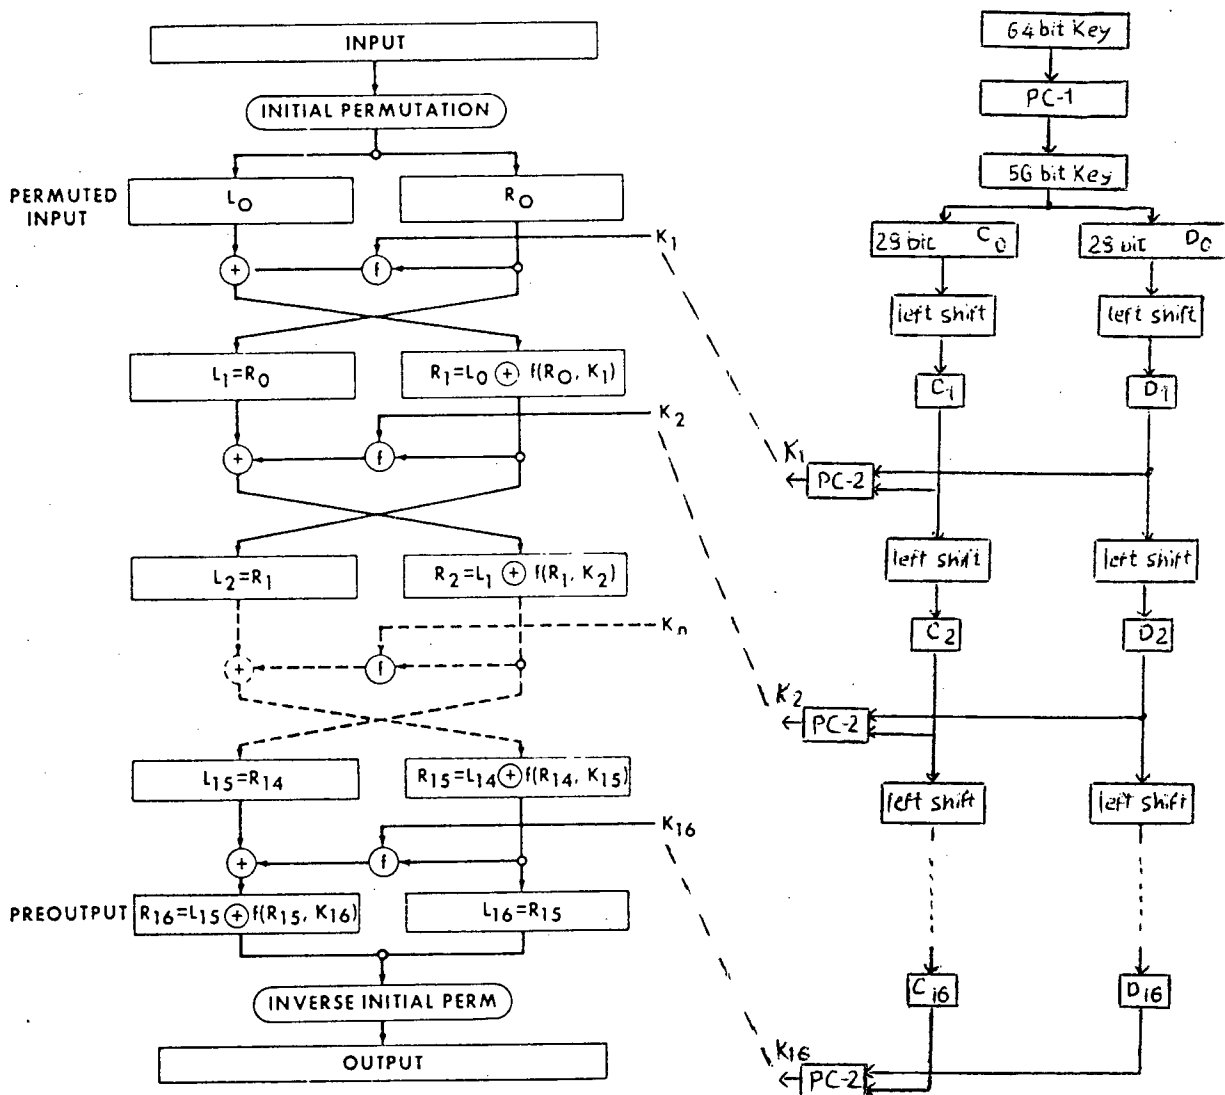 INPUT
INITIAL PERMUTATION
PERMUTED
INPUT
L0
R0
K1
+
f
L1=R0
R1=L0 ⊕ f(R0, K1)
K2
+
f
L2=R1
R2=L1 ⊕ f(R1, K2)
Kn
+
f
L15=R14
R15=L14 ⊕ f(R14, K15)
K16
+
f
PREOUTPUT
R16=L15 ⊕ f(R15, K16)
L16=R15
INVERSE INITIAL PERM
OUTPUT
64 bit Key
PC-1
56 bit Key
28 bit C0
28 bit D0
left shift
left shift
C1
D1
K1
PC-2
left shift
left shift
C2
D2
K2
PC-2
left shift
left shift
C16
D16
K16
PC-2